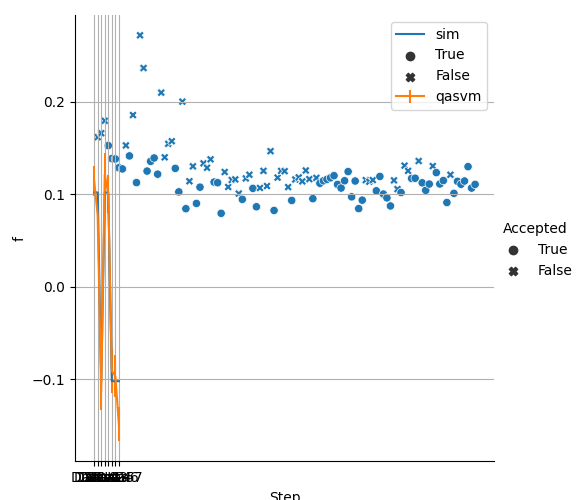 sim
True
False
qasvm
0.2
0.1
0.0
−0.1
f
Accepted
True
False
Step